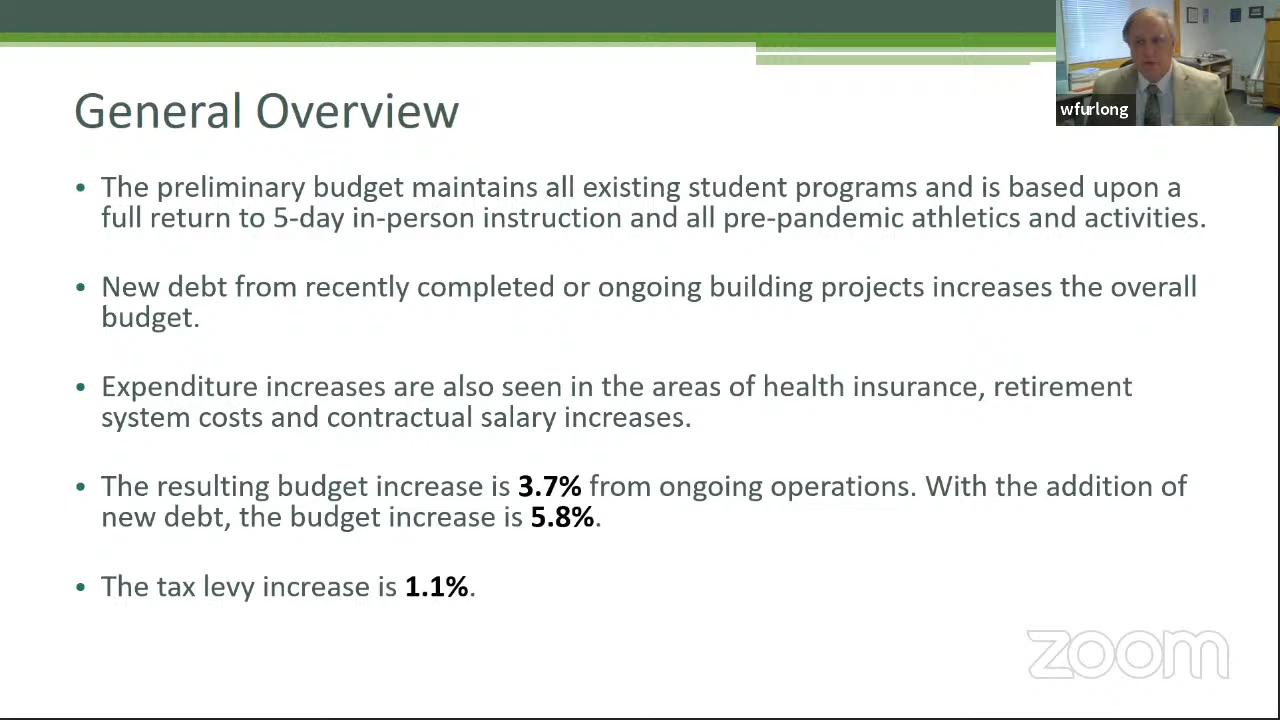 General Overview
wfurlong
• The preliminary budget maintains all existing student programs and is based upon a
full return to 5-day in-person instruction and all pre-pandemic athletics and activities.
• New debt from recently completed or ongoing building projects increases the overall
budget.
• Expenditure increases are also seen in the areas of health insurance, retirement
system costs and contractual salary increases.
• The resulting budget increase is 3.7% from ongoing operations. With the addition of
new debt, the budget increase is 5.8%.
• The tax levy increase is 1.1%.
zoom